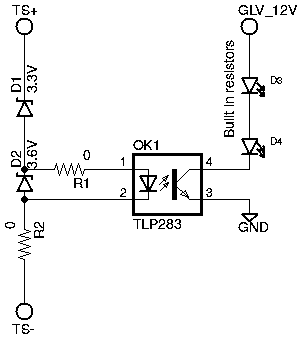 TS+
GLV_12V
D1
3.3V
Built in resistors
D3
D2
3.6V
OK1
D4
0
1
4
R1
2
3
TLP283
0
R2
GND
TS-